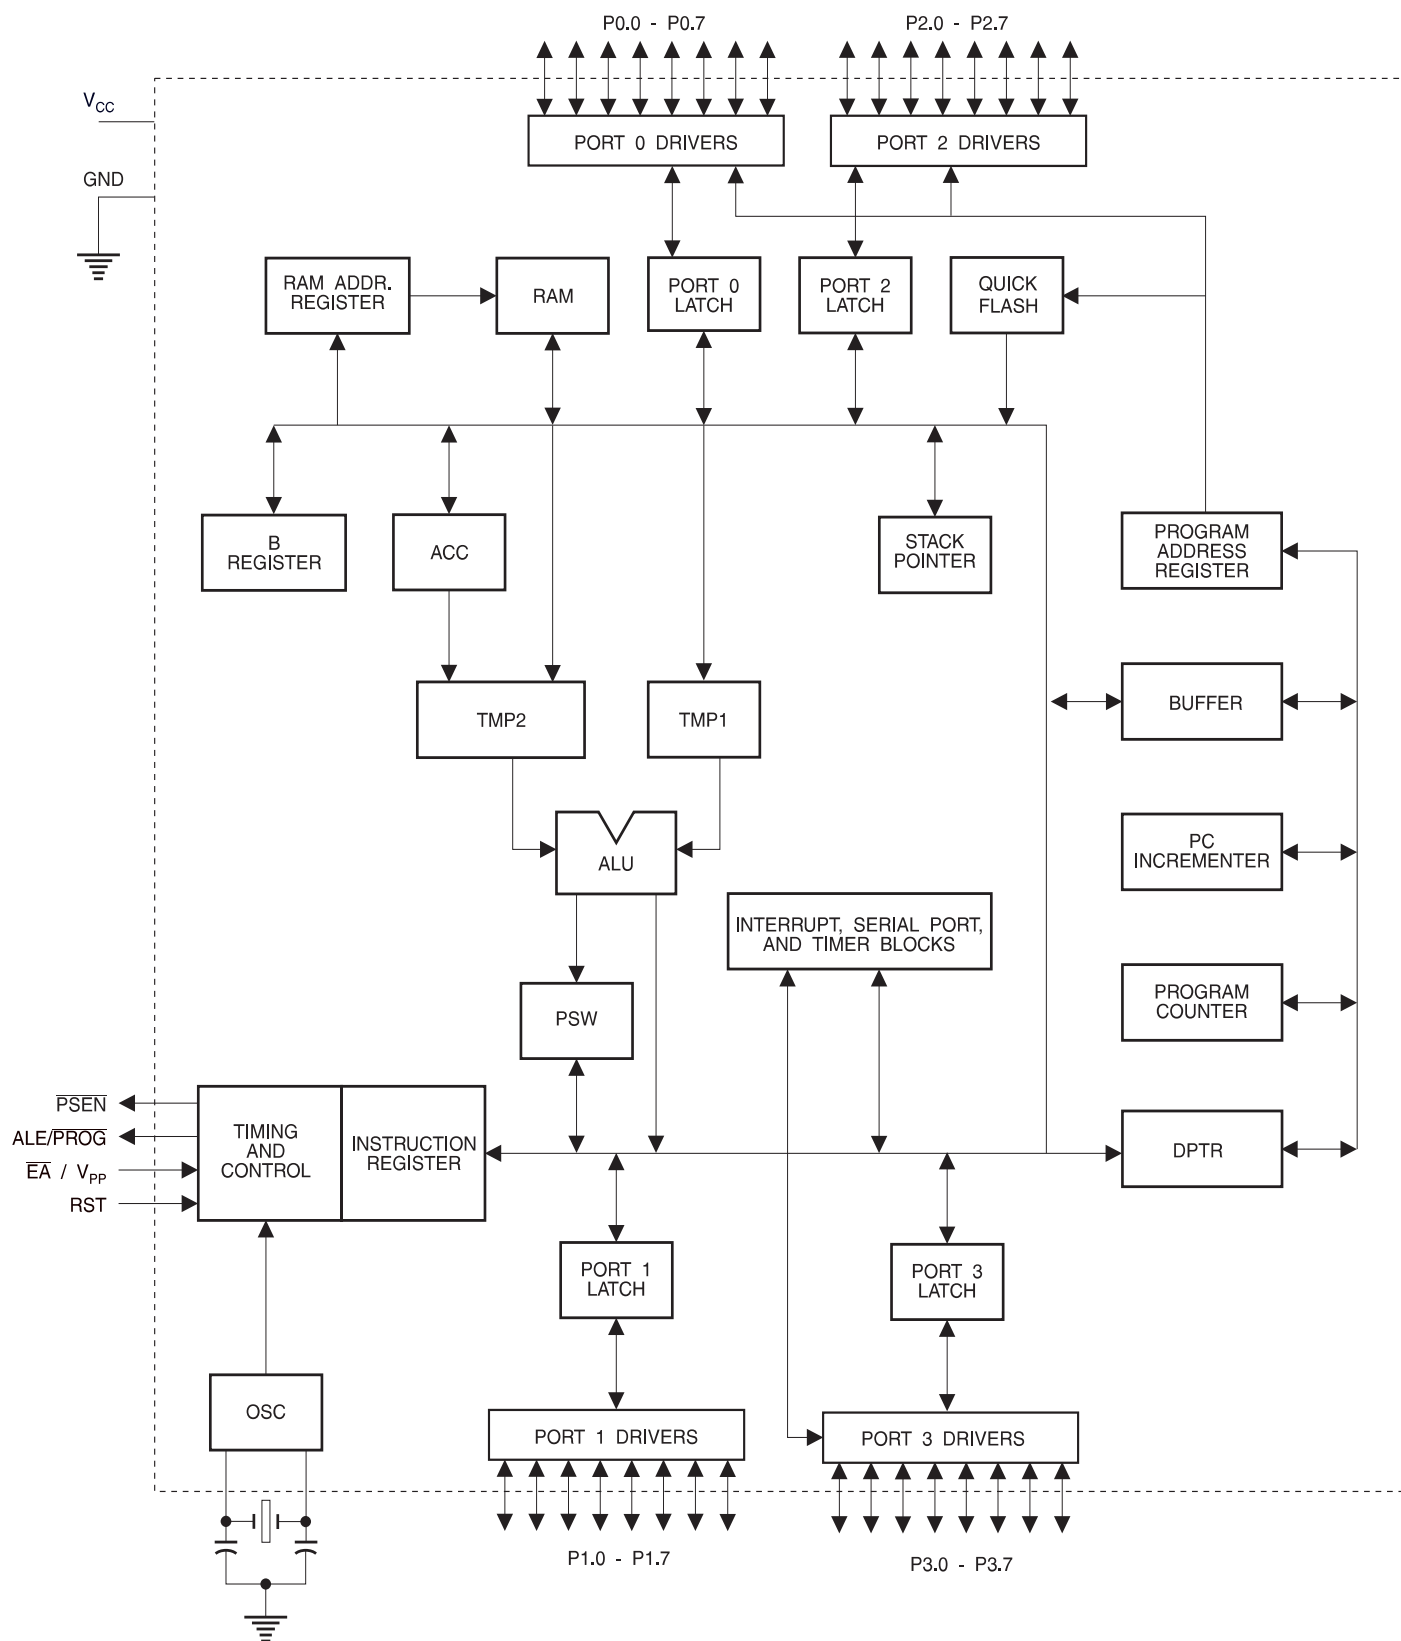 P0.0 - P0.7
P2.0 - P2.7
VCC
GND
PORT 0 DRIVERS
PORT 2 DRIVERS
RAM ADDR.
REGISTER
RAM
PORT 0
LATCH
PORT 2
LATCH
QUICK
FLASH
B
REGISTER
ACC
STACK
POINTER
PROGRAM
ADDRESS
REGISTER
TMP2
TMP1
BUFFER
ALU
PC
INCREMENTER
INTERRUPT, SERIAL PORT,
AND TIMER BLOCKS
PSW
PROGRAM
COUNTER
PSEN
ALE/PROG
EA / VPP
RST
TIMING
AND
CONTROL
INSTRUCTION
REGISTER
DPTR
PORT 1
LATCH
PORT 3
LATCH
OSC
PORT 1 DRIVERS
PORT 3 DRIVERS
P1.0 - P1.7
P3.0 - P3.7